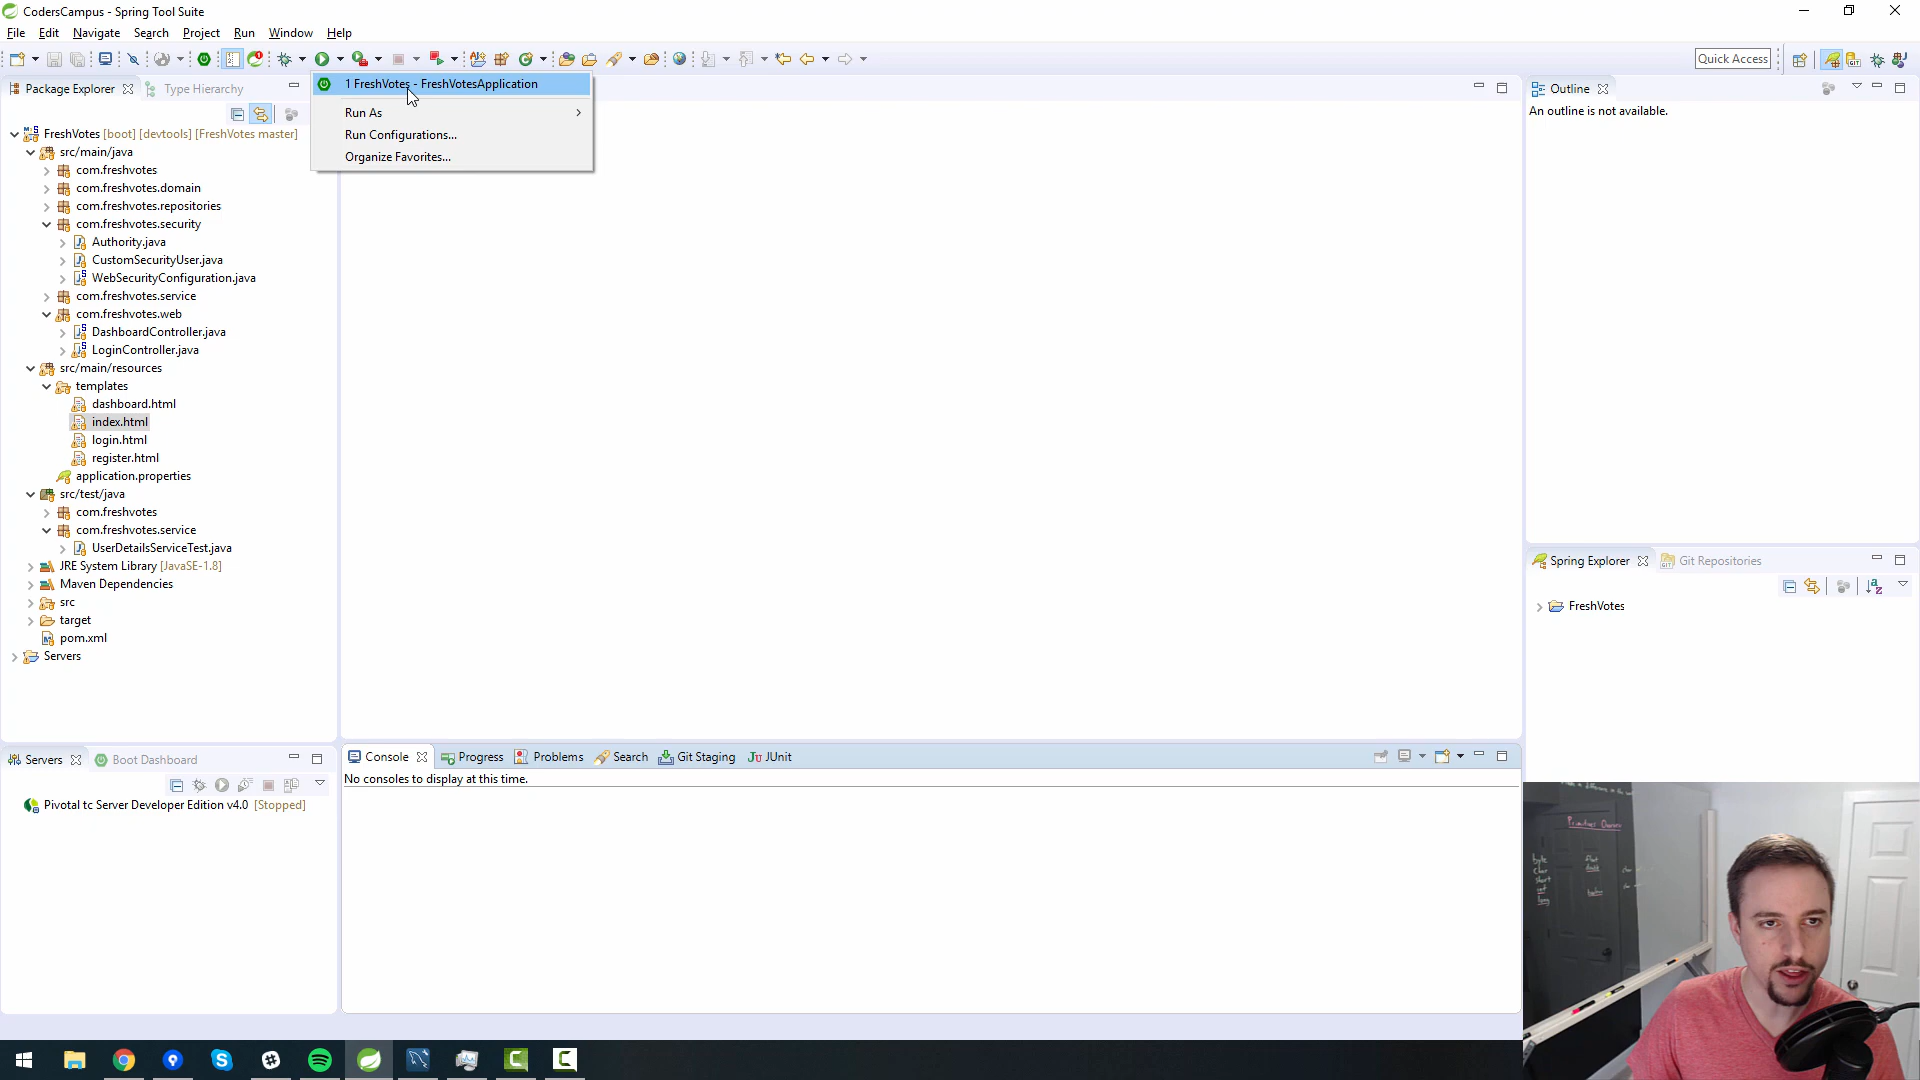 CodersCampus - Spring Tool Suite
File Edit Navigate Search Project Run Window Help
Quick Access
Package Explorer Type Hierarchy
1 FreshVotes - FreshVotesApplication
Run As
Run Configurations...
Organize Favorites...
FreshVotes [boot] [devtools] [FreshVotes master]
src/main/java
com.freshvotes
com.freshvotes.domain
com.freshvotes.repositories
com.freshvotes.security
Authority.java
CustomSecurityUser.java
WebSecurityConfiguration.java
com.freshvotes.service
com.freshvotes.web
DashboardController.java
LoginController.java
src/main/resources
templates
dashboard.html
index.html
login.html
register.html
application.properties
src/test/java
com.freshvotes
com.freshvotes.service
UserDetailsServiceTest.java
JRE System Library [JavaSE-1.8]
Maven Dependencies
src
target
pom.xml
Servers
Outline
An outline is not available.
Spring Explorer Git Repositories
FreshVotes
Servers Boot Dashboard
Pivotal tc Server Developer Edition v4.0 [Stopped]
Console Progress Problems Search Git Staging JUnit
No consoles to display at this time.
byte
char
short
int
long
float